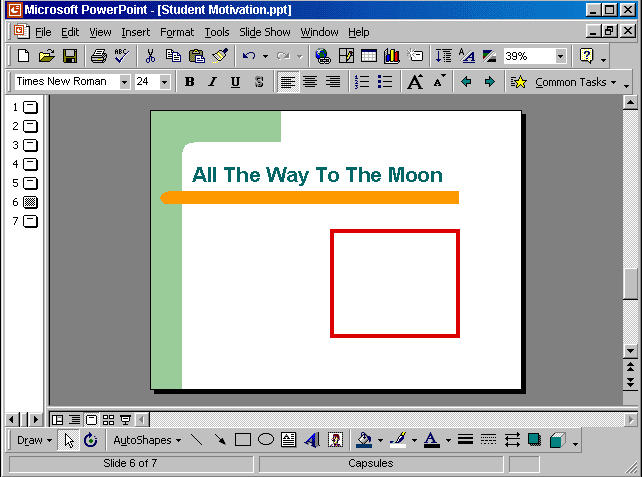 Microsoft PowerPoint - [Student Motivation.ppt]
File Edit View Insert Format Tools Slide Show Window Help
39%
Times New Roman 24 B I U S A A Common Tasks
1
2
3
4
5
6
7
All The Way To The Moon
Draw AutoShapes A A
Slide 6 of 7 Capsules